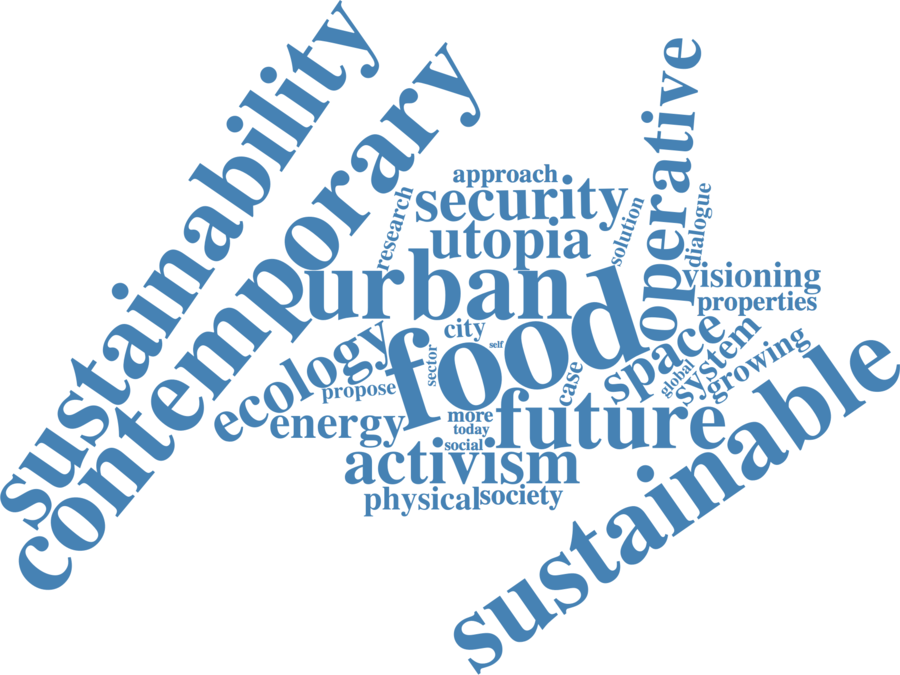 sustainability
contemporary
operative
approach
security
research
solution
dialogue
utopia
urban
visioning
properties
food
city
self
sector
case
space
system
global
growing
ecology
propose
energy
more
today
social
future
sustainable
activism
physical
society